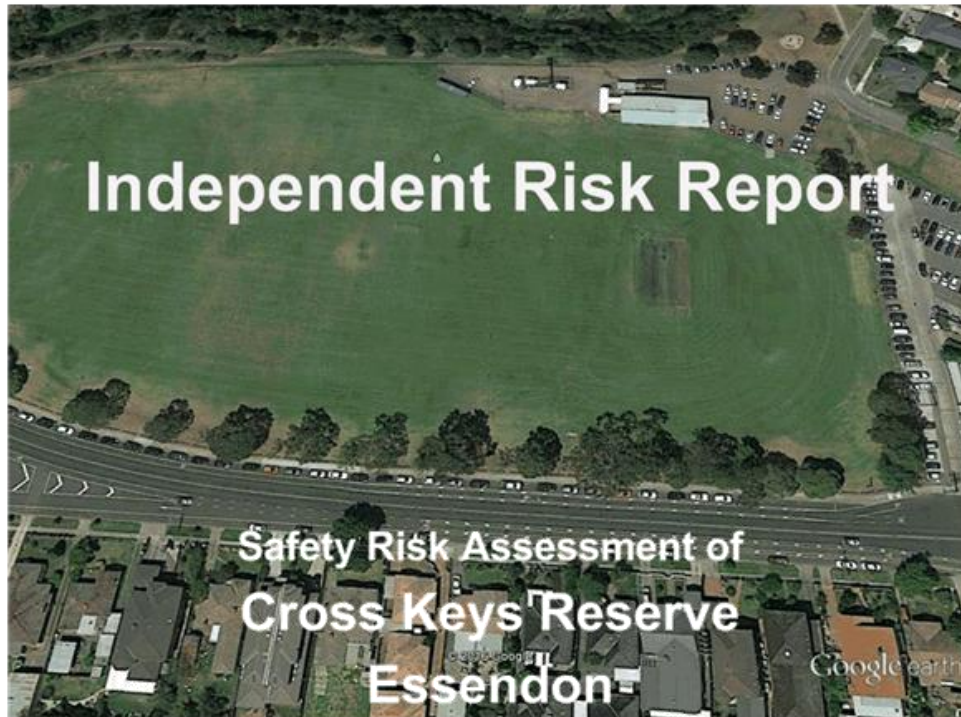 Independent Risk Report
Safety Risk Assessment of
Cross Keys Reserve
Essendon
Google earth